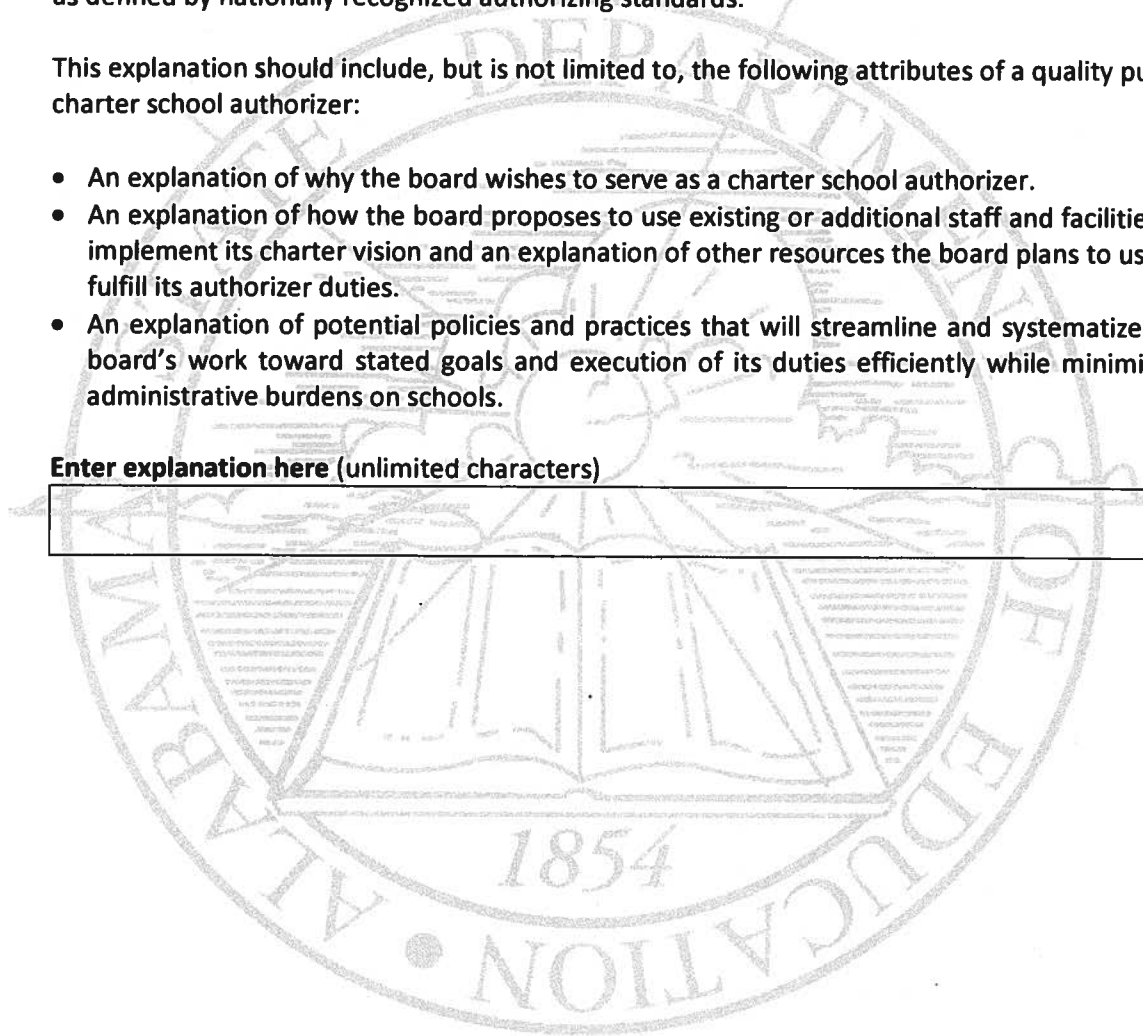 as defined by nationally recognized authorizing standards.
This explanation should include, but is not limited to, the following attributes of a quality pu
charter school authorizer:
• An explanation of why the board wishes to serve as a charter school authorizer.
• An explanation of how the board proposes to use existing or additional staff and facilitie
implement its charter vision and an explanation of other resources the board plans to us
fulfill its authorizer duties.
• An explanation of potential policies and practices that will streamline and systematize
board's work toward stated goals and execution of its duties efficiently while minimi
administrative burdens on schools.
Enter explanation here (unlimited characters)
ALABAMA STATE DEPARTMENT OF EDUCATION
1854